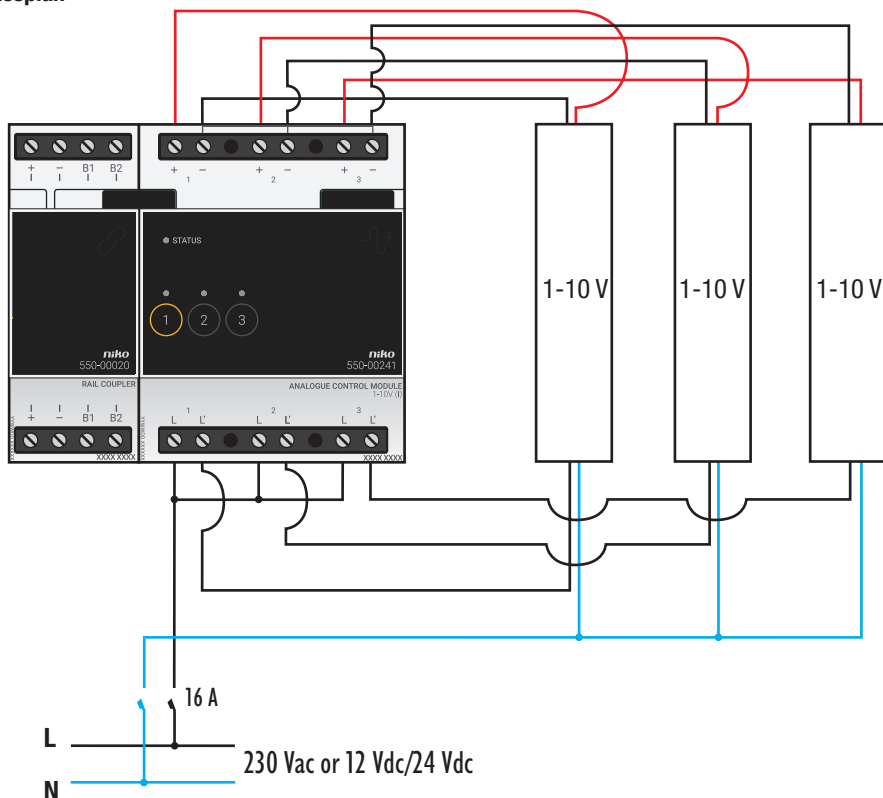 + – B1 B2
+ – + – + –
1 2 3
STATUS
1 2 3
niko
550-00020
niko
550-00241
RAIL COUPLER
ANALOGUE CONTROL MODULE
1-10V (I)
+ – B1 B2
1 2 3
L L' L L' L L'
XXXX XXXX
XXXX XXXX
1-10 V
1-10 V
1-10 V
16 A
L
230 Vac or 12 Vdc/24 Vdc
N